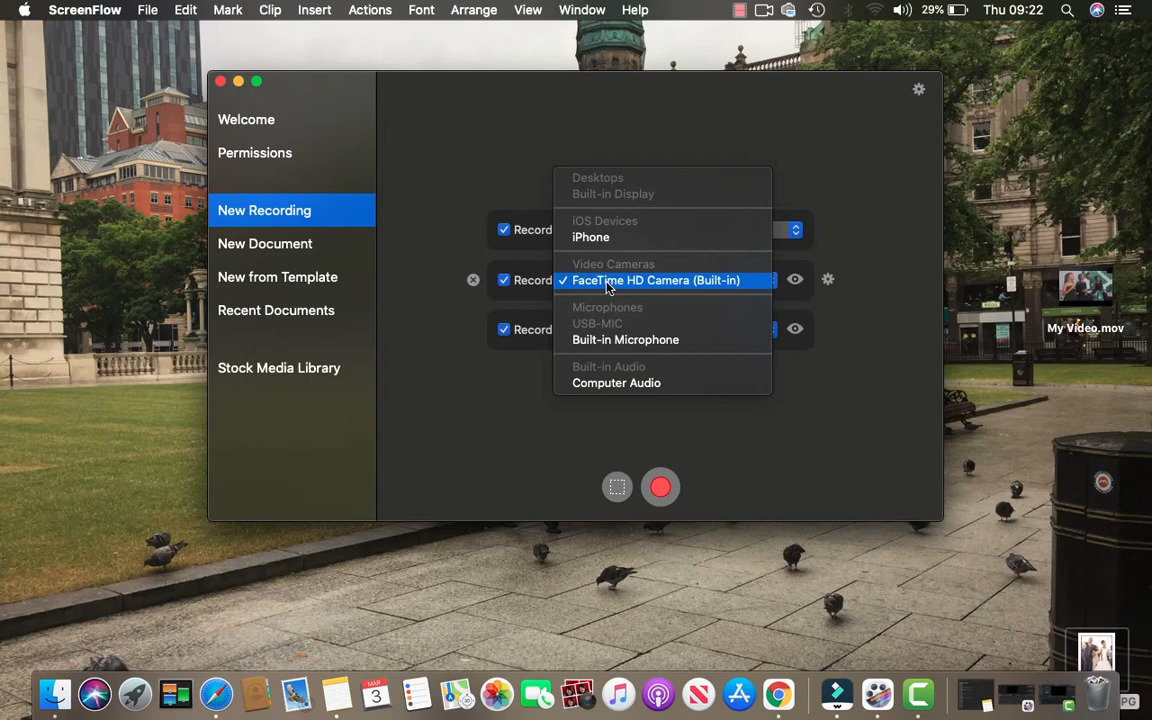 ScreenFlow File Edit Mark Clip Insert Actions Font Arrange View Window Help 29% Thu 09:22
Welcome
Permissions
New Recording
New Document
New from Template
Recent Documents
Stock Media Library
Desktops
Built-in Display
iOS Devices
Record
iPhone
Video Cameras
Record ✓ FaceTime HD Camera (Built-in)
Microphones
USB-MIC
Record
Built-in Microphone
Built-in Audio
Computer Audio
My Video.mov
MAR
3
PG